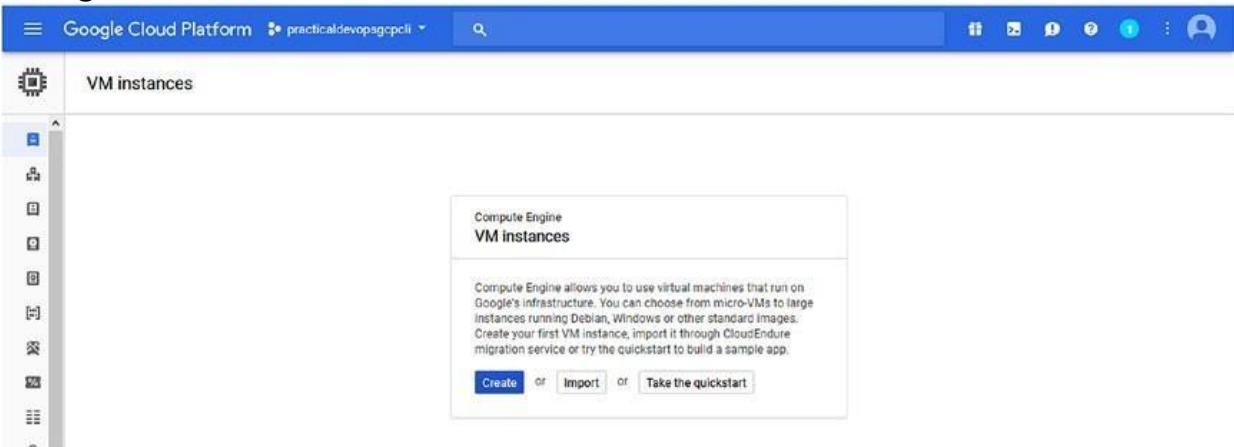 Google Cloud Platform practicaldevopsgcpcli
1
VM instances
Compute Engine
VM instances
Compute Engine allows you to use virtual machines that run on
Google's infrastructure. You can choose from micro-VMs to large
instances running Debian, Windows or other standard images.
Create your first VM instance, import it through CloudEndure
migration service or try the quickstart to build a sample app.
Create or Import or Take the quickstart